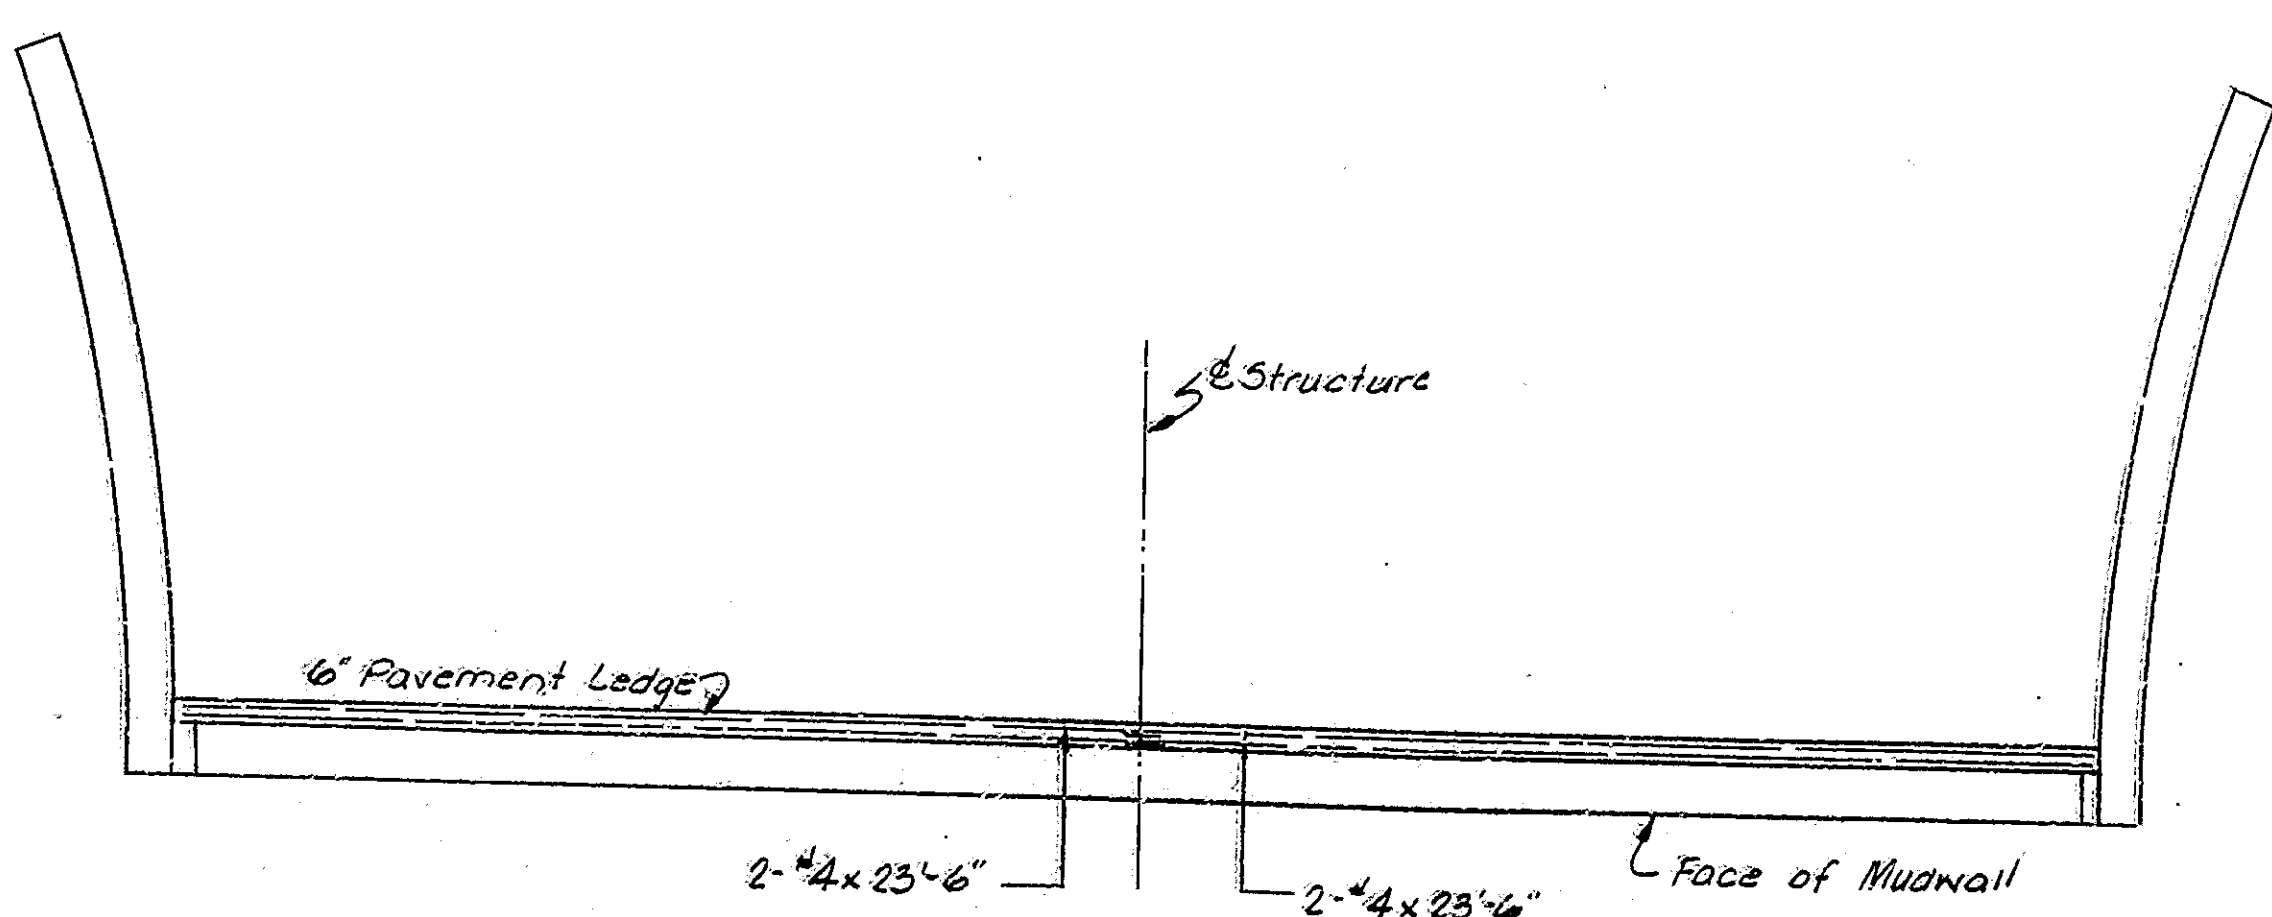 ℄ Structure
6" Pavement Ledge
2-#4 x 23'-6"
2-#4 x 23'-6"
Face of Mudwall